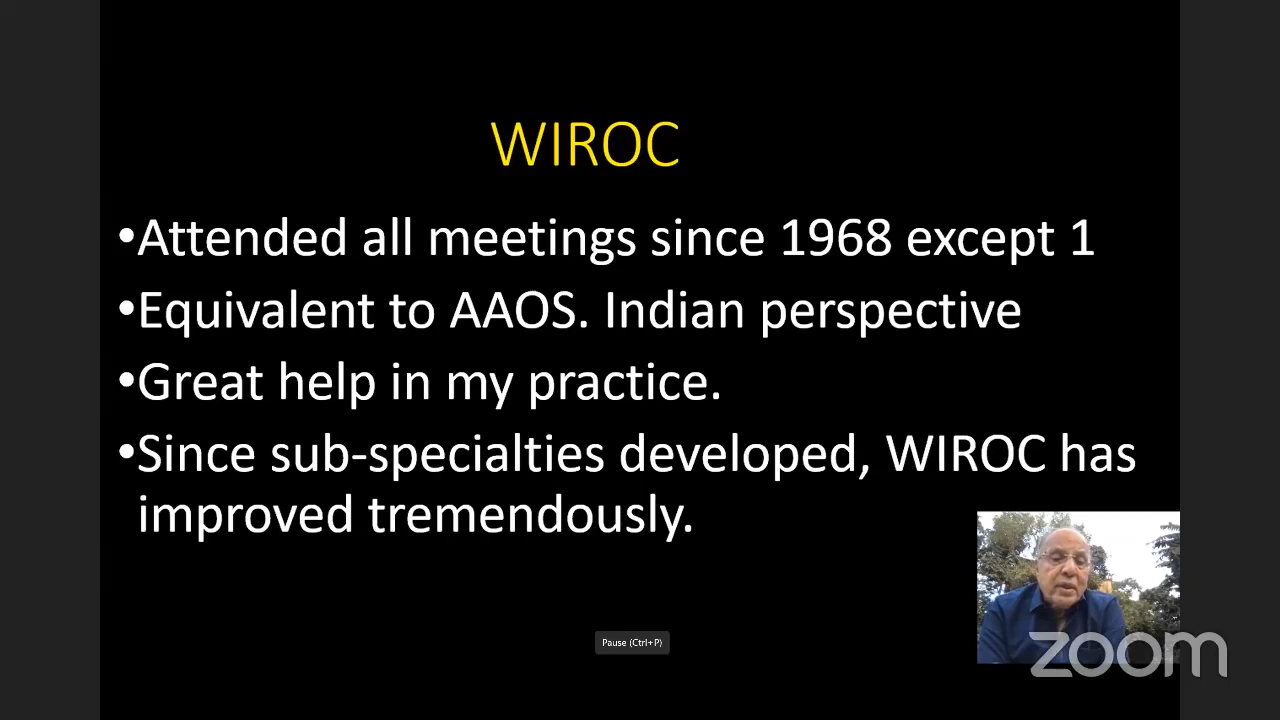 WIROC
•Attended all meetings since 1968 except 1
•Equivalent to AAOS. Indian perspective
•Great help in my practice.
•Since sub-specialties developed, WIROC has
improved tremendously.
Pause (Ctrl+P)
zoom